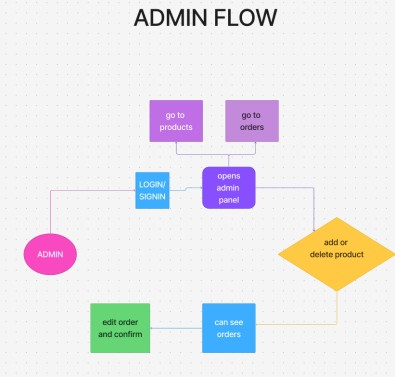 ADMIN FLOW
go to
products
go to
orders
LOGIN/
SIGNIN
opens
admin
panel
add or
delete product
ADMIN
edit order
and confirm
can see
orders